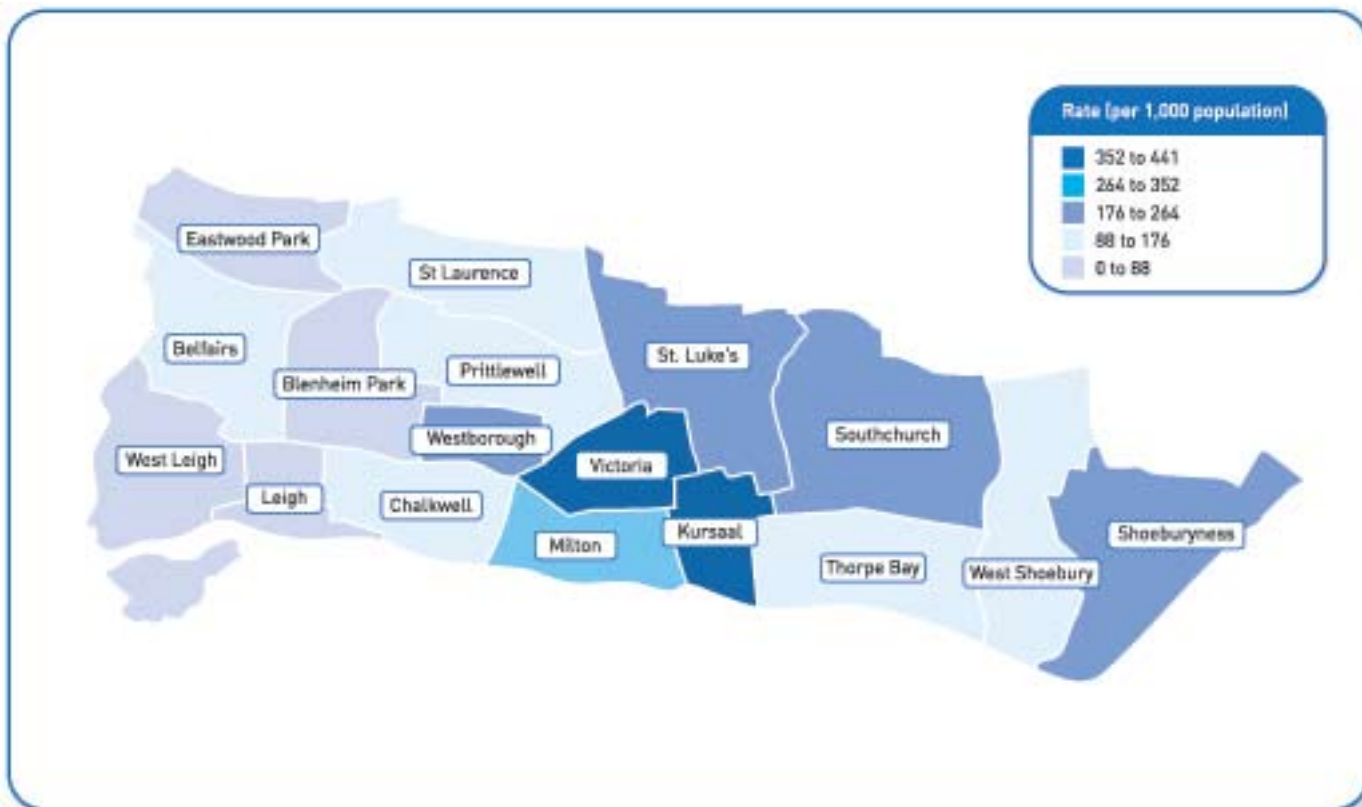 Rate (per 1,000 population)
352 to 441
264 to 352
176 to 264
88 to 176
0 to 88
Eastwood Park
St Laurence
Belfairs
Blenheim Park
Prittlewell
St. Luke's
Westborough
Southchurch
West Leigh
Victoria
Leigh
Chalkwell
Milton
Kursaal
Shoeburyness
Thorpe Bay
West Shoebury